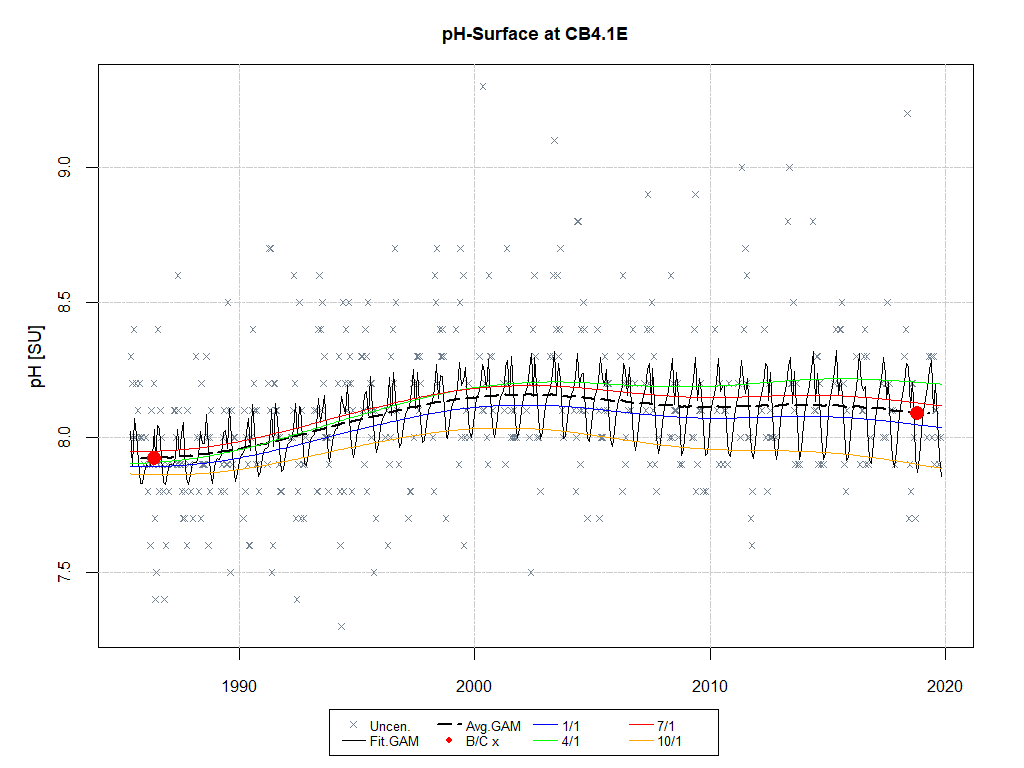 pH-Surface at CB4.1E
pH [SU]
9.0
8.5
8.0
7.5
1990 2000 2010 2020
Uncen. Avg.GAM 1/1 7/1
Fit.GAM B/C x 4/1 10/1